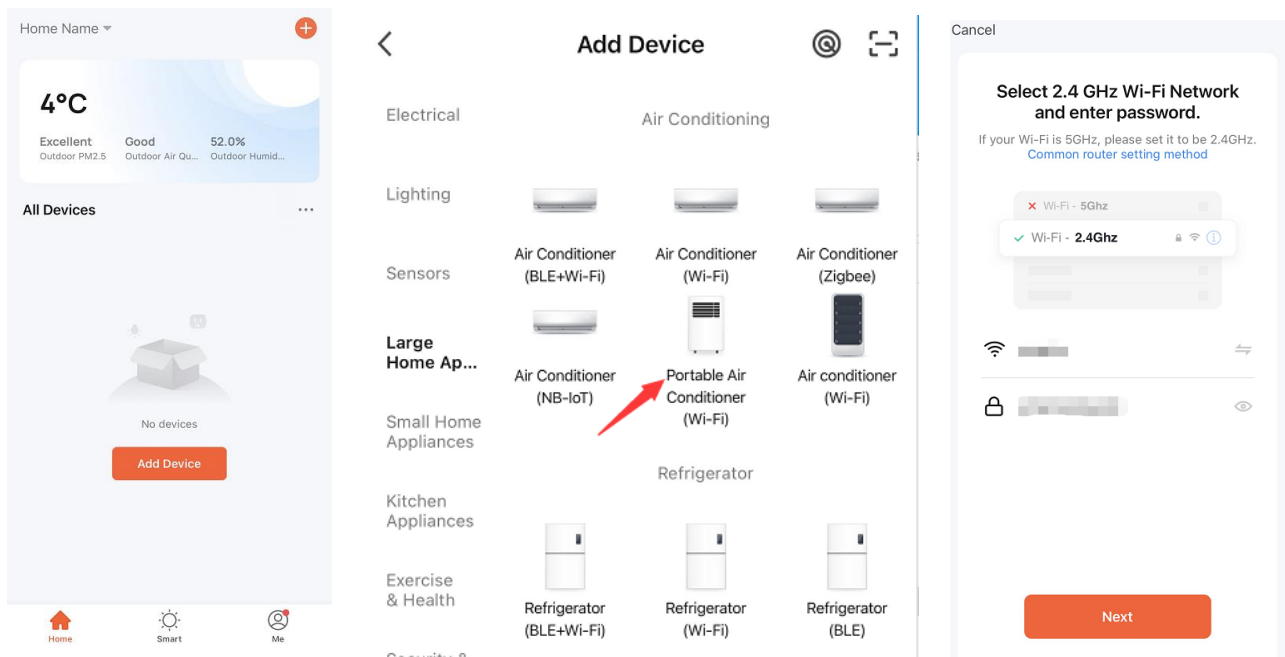 Home Name
4°C
Excellent Good 52.0%
Outdoor PM2.5 Outdoor Air Qu... Outdoor Humid...
All Devices
No devices
Add Device
Home Smart Me
Add Device
Electrical
Lighting
Sensors
Large
Home Ap...
Small Home
Appliances
Kitchen
Appliances
Exercise
& Health
Security &
Air Conditioning
Air Conditioner
(BLE+Wi-Fi)
Air Conditioner
(Wi-Fi)
Air Conditioner
(Zigbee)
Air Conditioner
(NB-IoT)
Portable Air
Conditioner
(Wi-Fi)
Air conditioner
(Wi-Fi)
Refrigerator
Refrigerator
(BLE+Wi-Fi)
Refrigerator
(Wi-Fi)
Refrigerator
(BLE)
Cancel
Select 2.4 GHz Wi-Fi Network
and enter password.
If your Wi-Fi is 5GHz, please set it to be 2.4GHz.
Common router setting method
Wi-Fi - 5Ghz
Wi-Fi - 2.4Ghz
Next